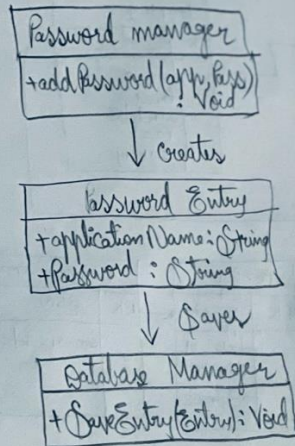 Password manager
+addPassword(app,Pass)
: Void
creates
Password Entry
+applicationName:String
+Password : String
Saves
Database Manager
+SaveEntry(Entry): Void